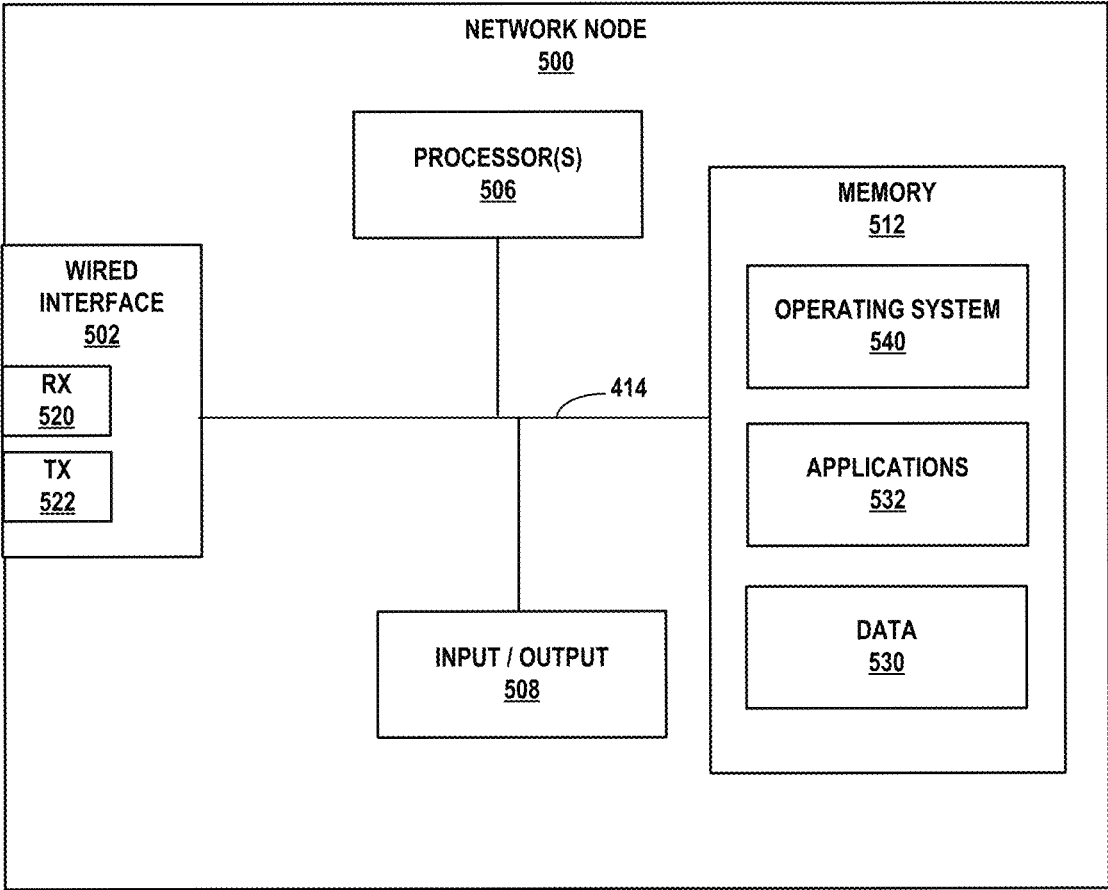 NETWORK NODE
500
PROCESSOR(S)
506
MEMORY
512
WIRED
INTERFACE
502
OPERATING SYSTEM
540
RX
520
414
TX
522
APPLICATIONS
532
INPUT / OUTPUT
508
DATA
530